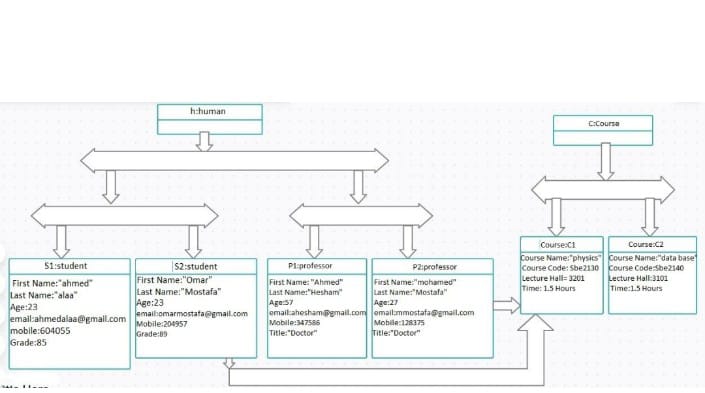 h:human
C:Course
S1:student
First Name:"ahmed"
Last Name:"alaa"
Age:23
email:ahmedalaa@gmail.com
mobile:604055
Grade:85
S2:student
First Name:"Omar"
Last Name:"Mostafa"
Age:23
email:omarmostafa@gmail.com
Mobile:204957
Grade:89
P1:professor
First Name:"Ahmed"
Last Name:"Hesham"
Age:57
email:ahesham@gmail.com
Mobile:347586
Title:"Doctor"
P2:professor
First Name:"mohamed"
Last Name:"Mostafa"
Age:27
email:mmostafa@gmail.com
Mobile:128375
Title:"Doctor"
Course:C1
Course Name:"physics"
Course Code:Sbe2130
Lecture Hall=3201
Time: 1.5 Hours
Course:C2
Course Name:"data base"
Course Code:Sbe2140
Lecture Hall:3101
Time:1.5 Hours